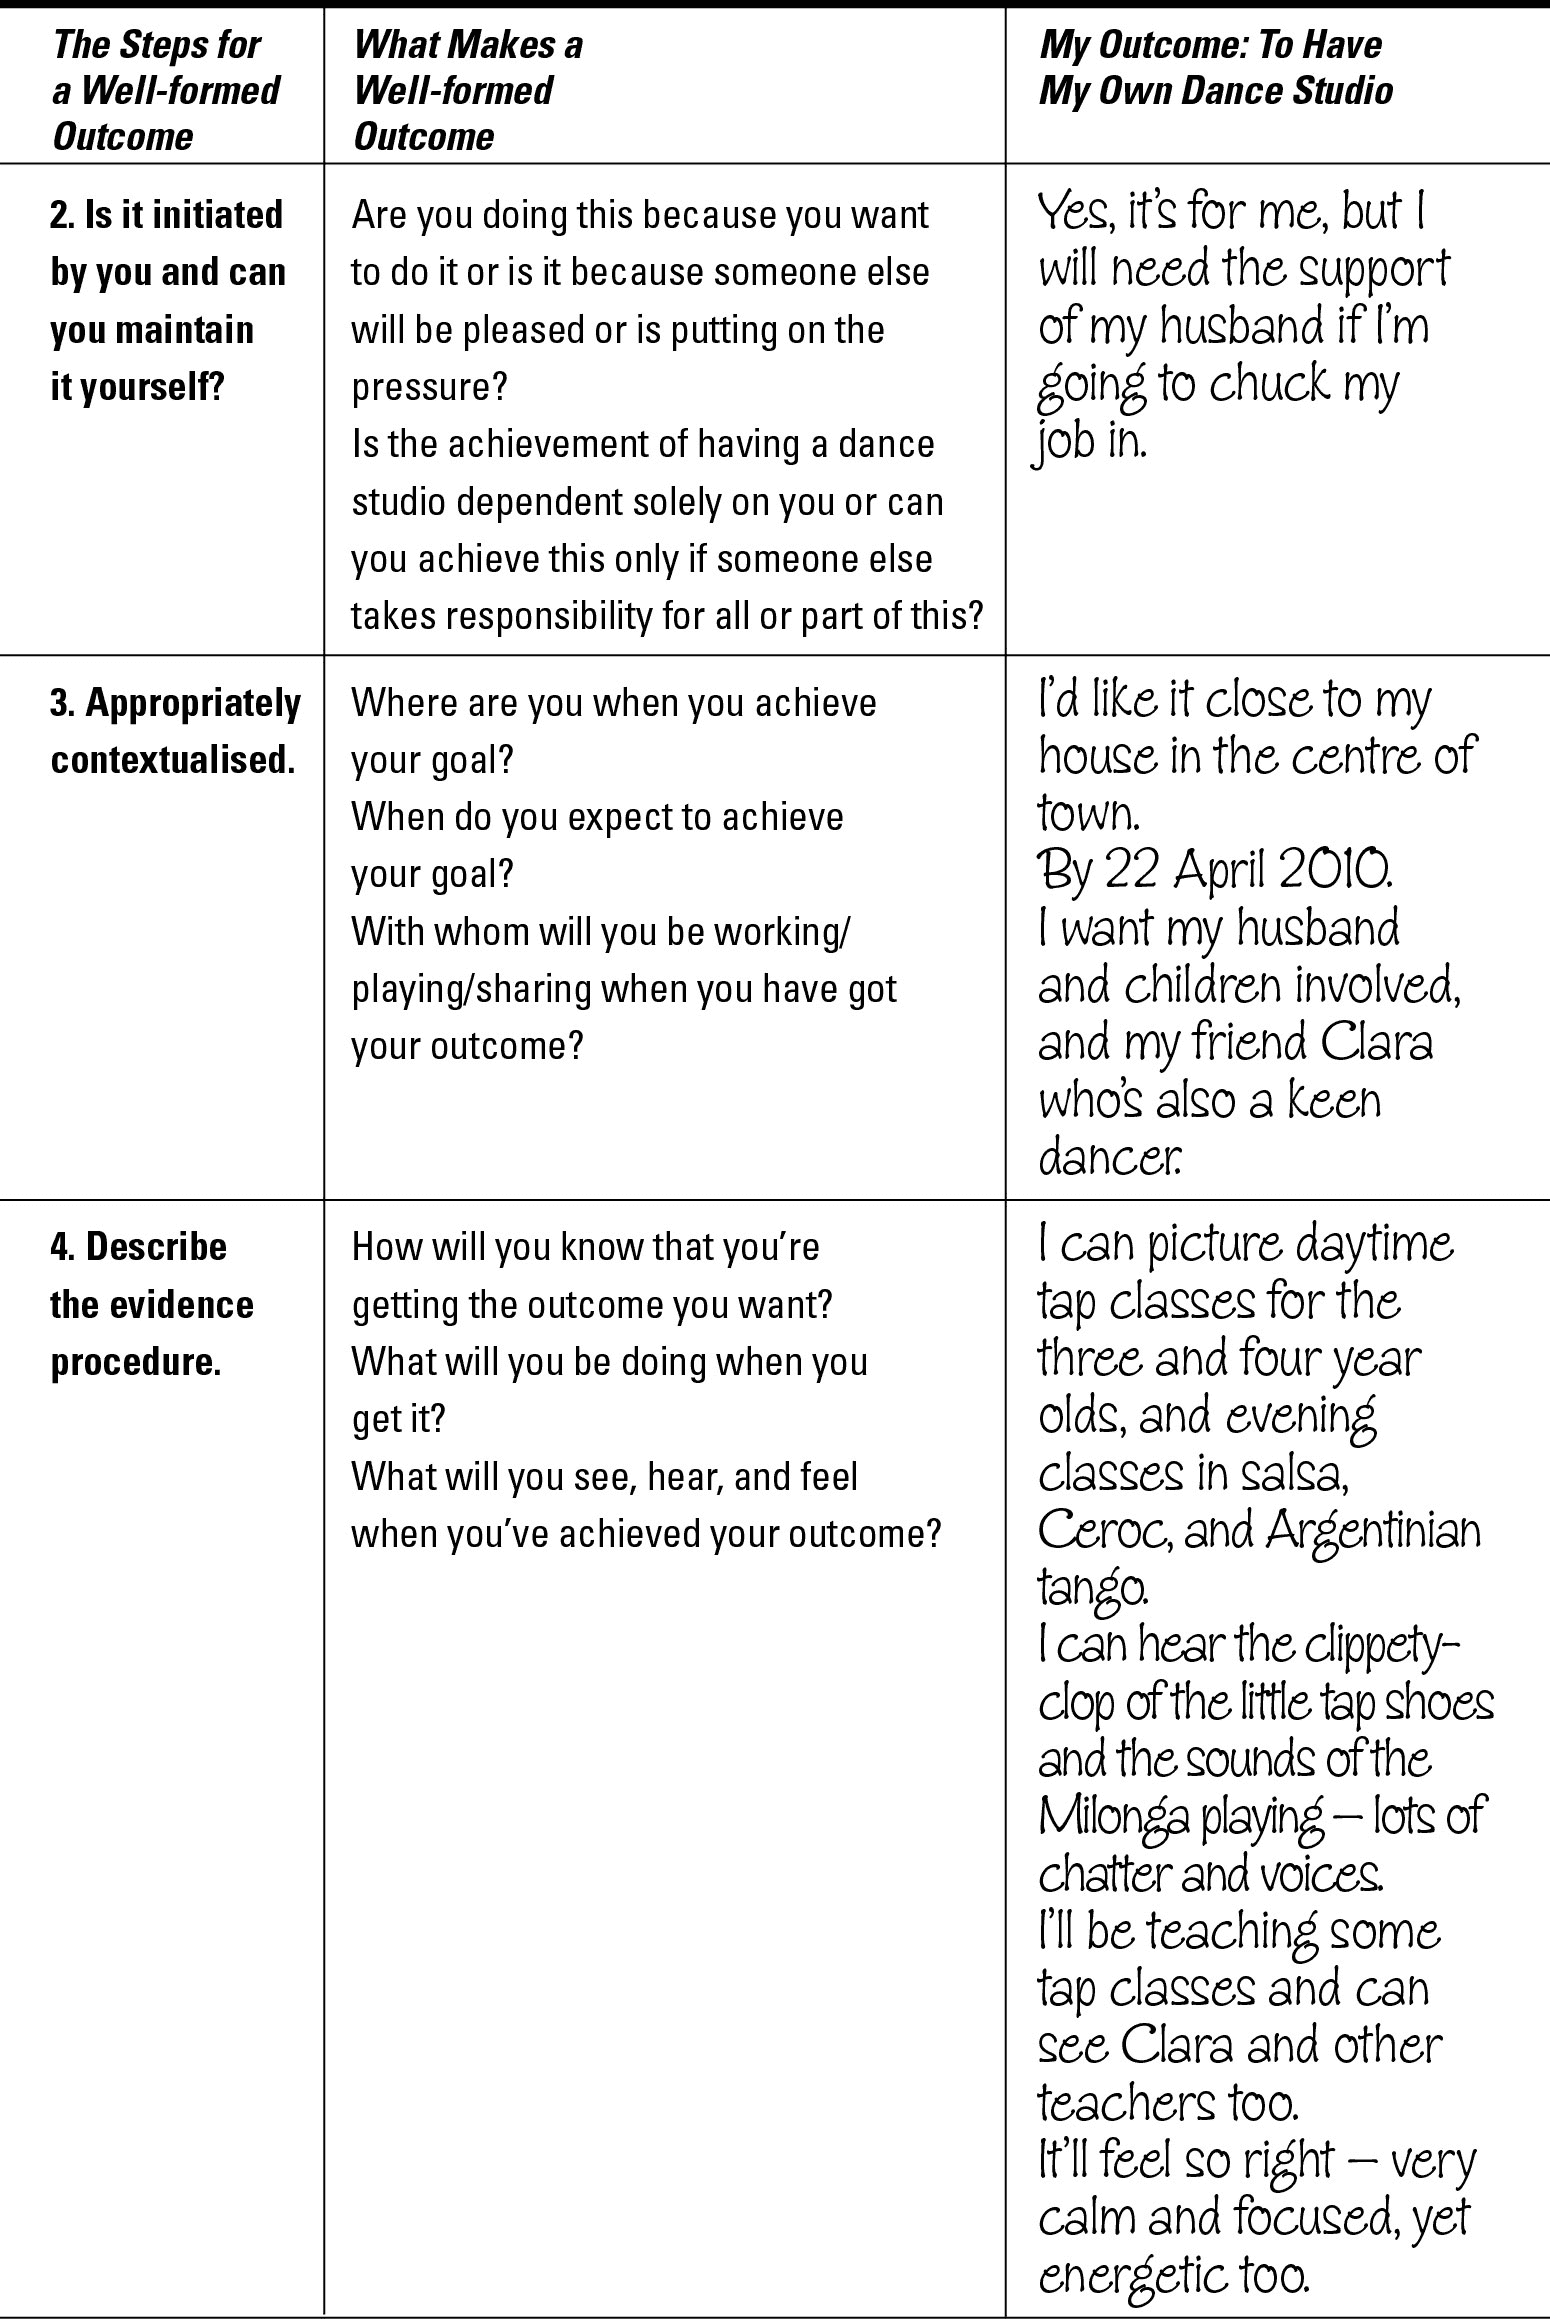 The Steps for
a Well-formed
Outcome
What Makes a
Well-formed
Outcome
My Outcome: To Have
My Own Dance Studio
2. Is it initiated
by you and can
you maintain
it yourself?
Are you doing this because you want
to do it or is it because someone else
will be pleased or is putting on the
pressure?
Is the achievement of having a dance
studio dependent solely on you or can
you achieve this only if someone else
takes responsibility for all or part of this?
Yes, it's for me, but I
will need the support
of my husband if I'm
going to chuck my
job in.
3. Appropriately
contextualised.
Where are you when you achieve
your goal?
When do you expect to achieve
your goal?
With whom will you be working/
playing/sharing when you have got
your outcome?
I'd like it close to my
house in the centre of
town.
By 22 April 2010.
I want my husband
and children involved,
and my friend Clara
who's also a keen
dancer.
4. Describe
the evidence
procedure.
How will you know that you're
getting the outcome you want?
What will you be doing when you
get it?
What will you see, hear, and feel
when you've achieved your outcome?
I can picture daytime
tap classes for the
three and four year
olds, and evening
classes in salsa,
Ceroc, and Argentinian
tango.
I can hear the clippety-
clop of the little tap shoes
and the sounds of the
Milonga playing – lots of
chatter and voices.
I'll be teaching some
tap classes and can
see Clara and other
teachers too.
It'll feel so right – very
calm and focused, yet
energetic too.